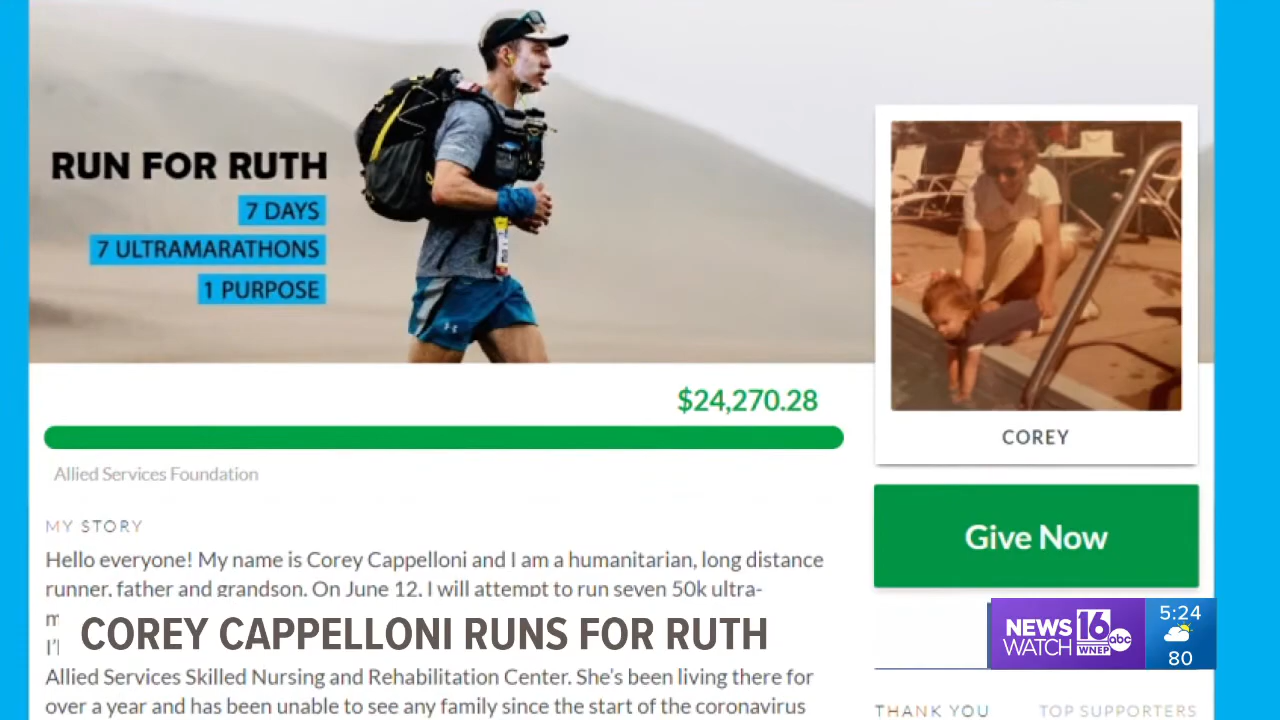 RUN FOR RUTH
7 DAYS
7 ULTRAMARATHONS
1 PURPOSE
$24,270.28
Allied Services Foundation
COREY
Give Now
MY STORY
Hello everyone! My name is Corey Cappelloni and I am a humanitarian, long distance
runner, father and grandson. On June 12, I will attempt to run seven 50k ultra-
m
I'l
COREY CAPPELLONI RUNS FOR RUTH
Allied Services Skilled Nursing and Rehabilitation Center. She's been living there for
over a year and has been unable to see any family since the start of the coronavirus
NEWS
WATCH
16
WNEP
abc
5:24
80
THANK YOU
TOP SUPPORTERS